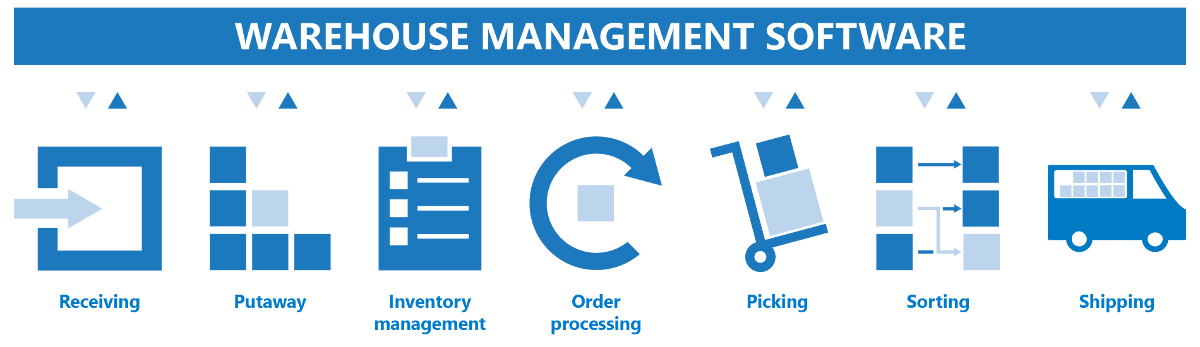 WAREHOUSE MANAGEMENT SOFTWARE
Receiving
Putaway
Inventory
management
Order
processing
Picking
Sorting
Shipping